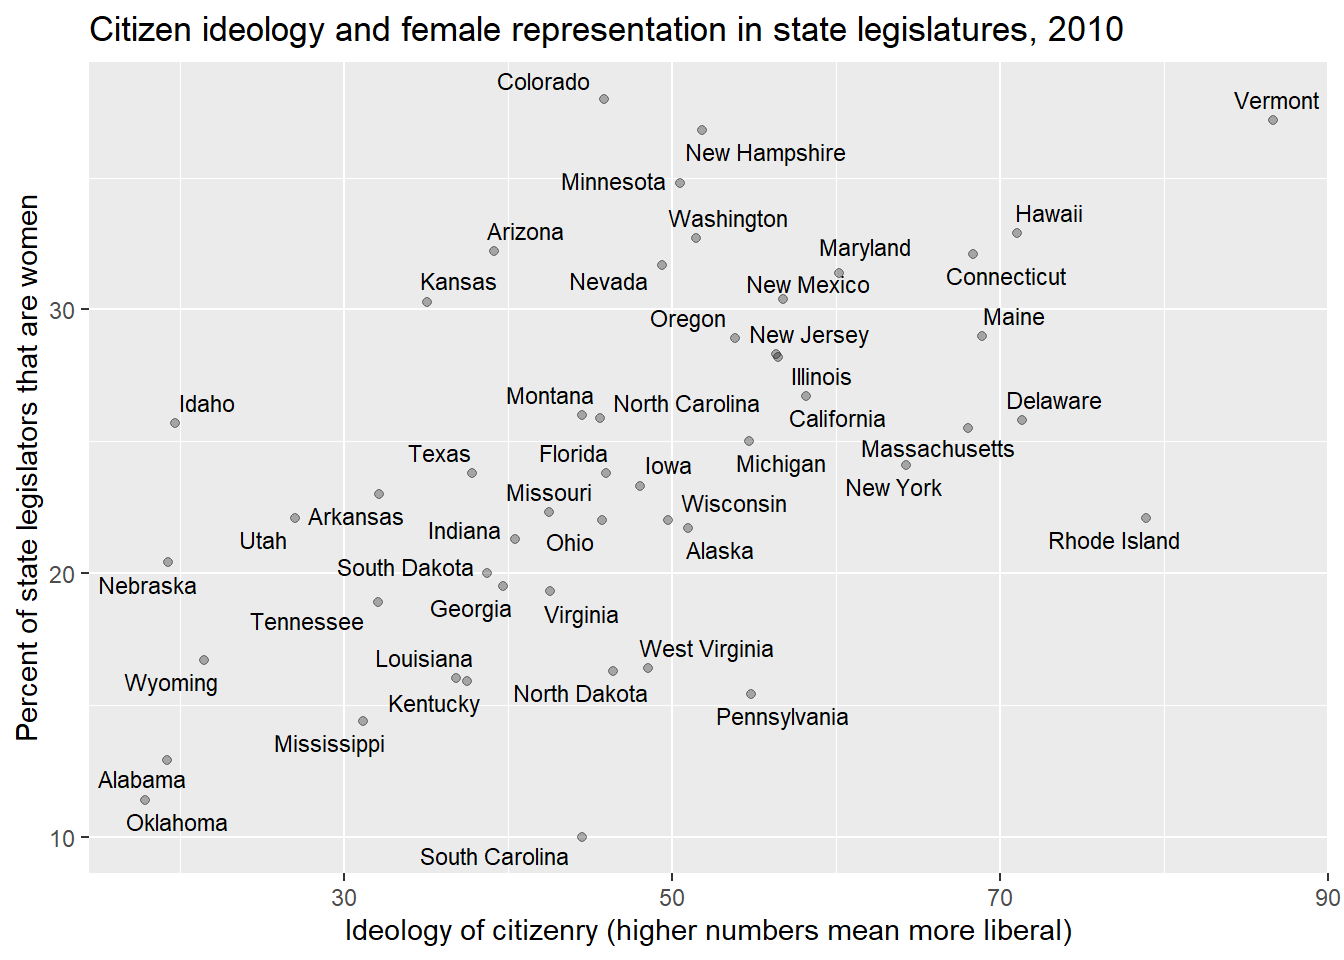 Citizen ideology and female representation in state legislatures, 2010
Colorado
Vermont
New Hampshire
Minnesota
Washington
Hawaii
Arizona
Maryland
Connecticut
Kansas
Nevada
New Mexico
30
Oregon
Maine
New Jersey
Illinois
Montana
North Carolina
Idaho
Delaware
California
Texas
Florida
Massachusetts
Iowa
Michigan
New York
Missouri
Wisconsin
Arkansas
Indiana
Utah
Ohio
Alaska
Rhode Island
20
South Dakota
Nebraska
Georgia
Virginia
Tennessee
West Virginia
Louisiana
Wyoming
North Dakota
Kentucky
Pennsylvania
Mississippi
Alabama
Oklahoma
10
South Carolina
30
50
70
90
Ideology of citizenry (higher numbers mean more liberal)
Percent of state legislators that are women